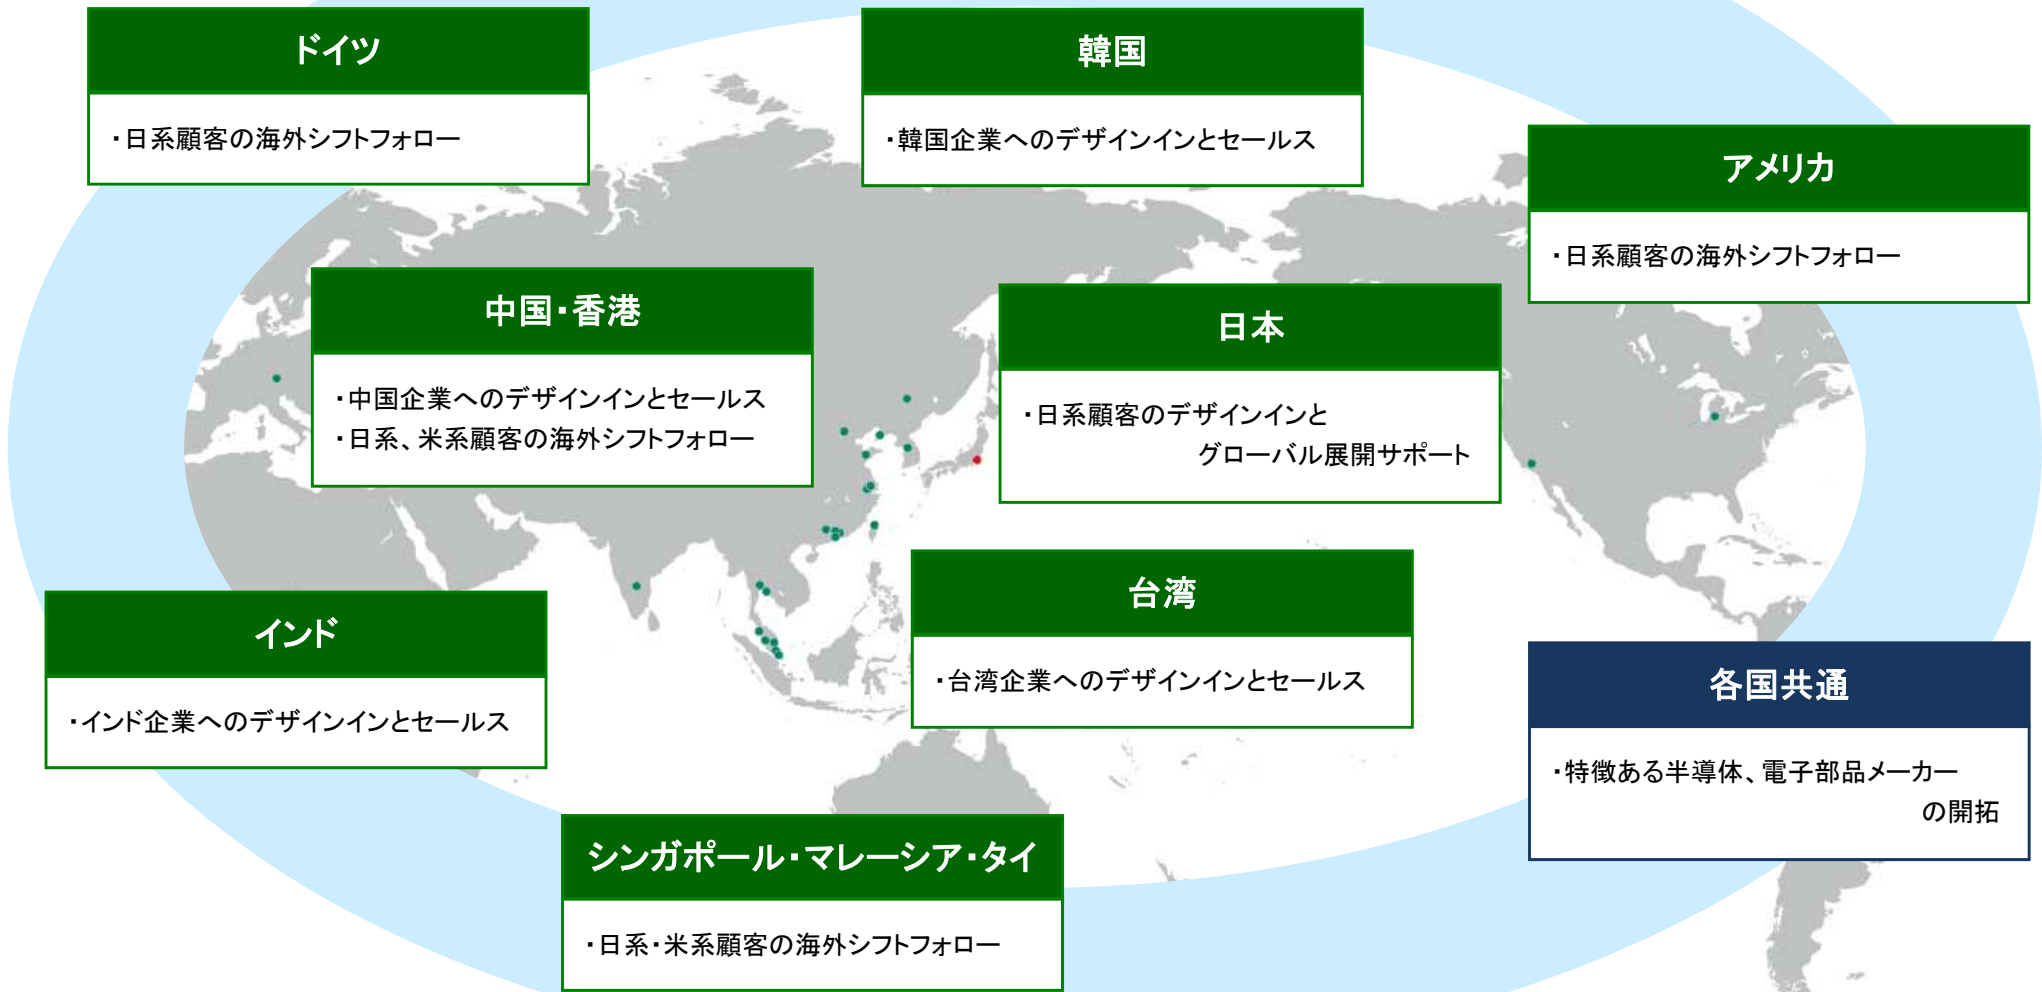 ドイツ
・日系顧客の海外シフトフォロー
韓国
・韓国企業へのデザインインとセールス
アメリカ
・日系顧客の海外シフトフォロー
中国・香港
・中国企業へのデザインインとセールス
・日系、米系顧客の海外シフトフォロー
日本
・日系顧客のデザインインと
グローバル展開サポート
インド
・インド企業へのデザインインとセールス
台湾
・台湾企業へのデザインインとセールス
各国共通
・特徴ある半導体、電子部品メーカー
の開拓
シンガポール・マレーシア・タイ
・日系・米系顧客の海外シフトフォロー